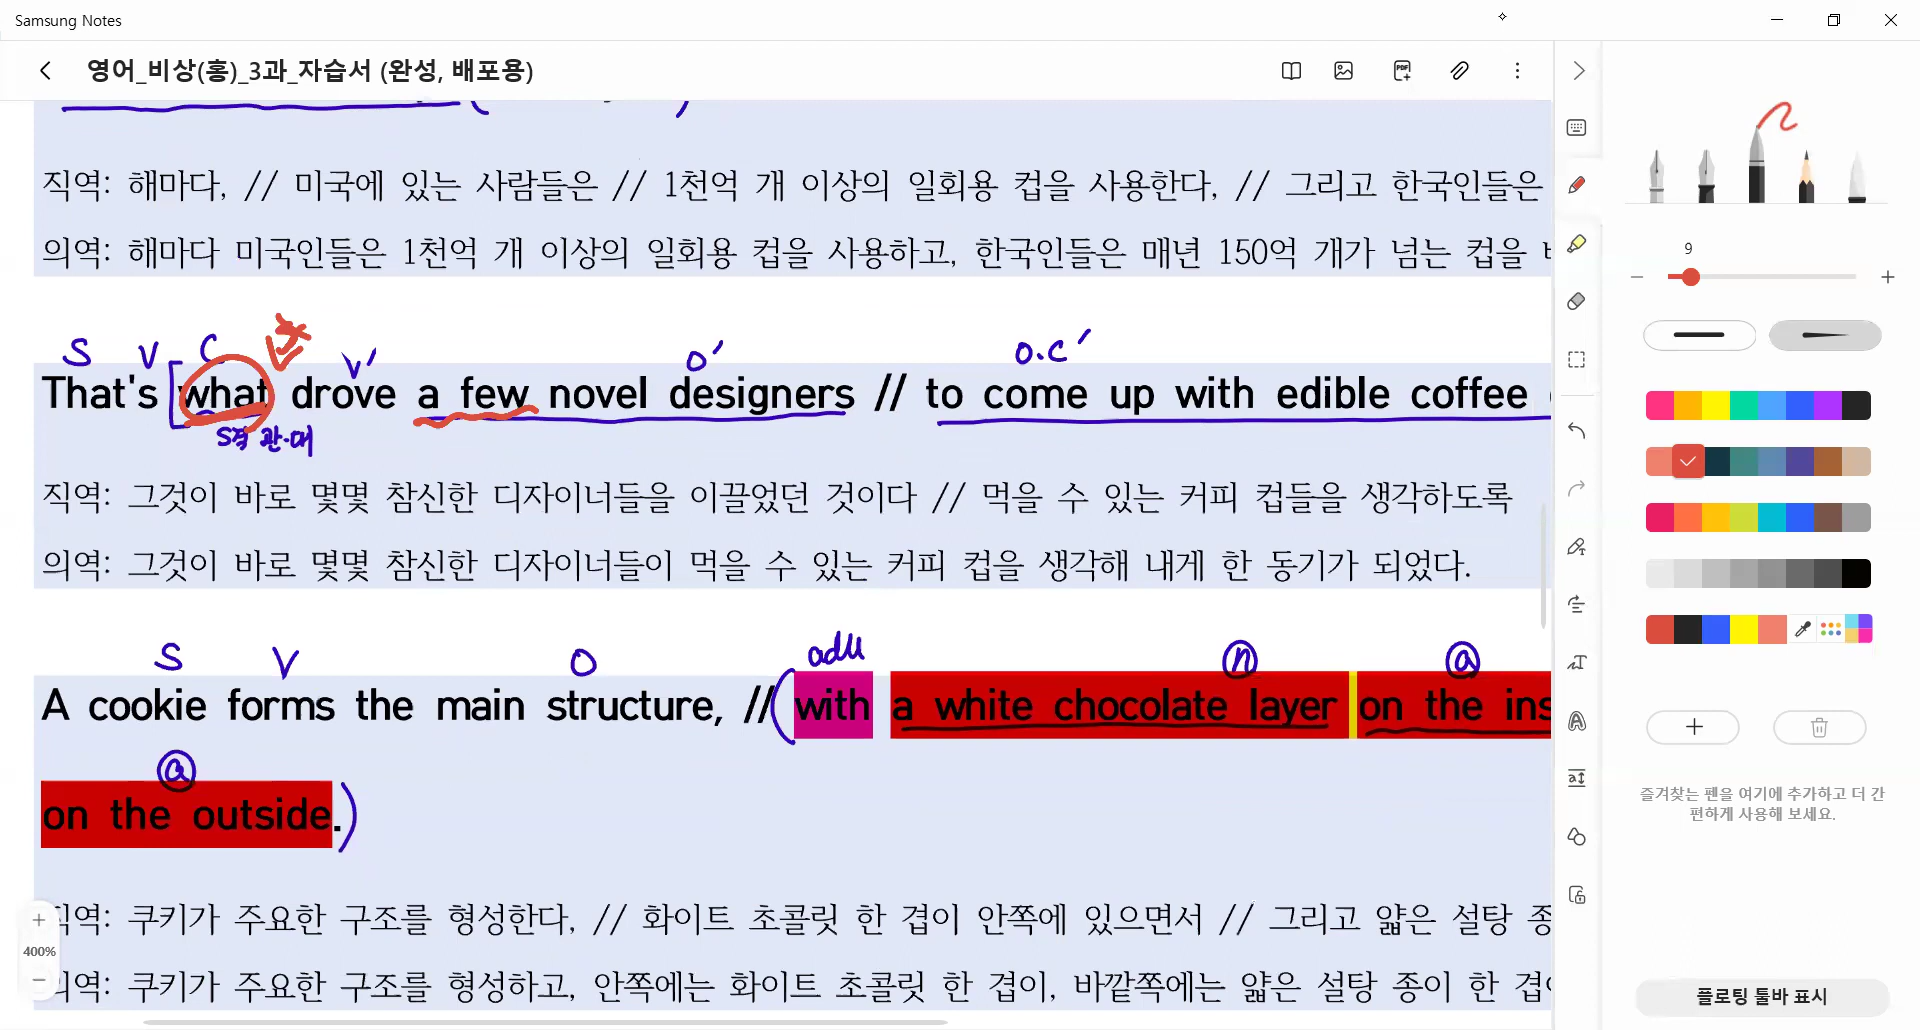 Samsung Notes
영어_비상(홍)_3과_자습서 (완성, 배포용)
직역: 해마다, // 미국에 있는 사람들은 // 1천억 개 이상의 일회용 컵을 사용한다, // 그리고 한국인들은
의역: 해마다 미국인들은 1천억 개 이상의 일회용 컵을 사용하고, 한국인들은 매년 150억 개가 넘는 컵을
S V C V' O' O.C'
That's [what drove a few novel designers // to come up with edible coffee
S격 관·대
직역: 그것이 바로 몇몇 참신한 디자이너들을 이끌었던 것이다 // 먹을 수 있는 커피 컵들을 생각하도록
의역: 그것이 바로 몇몇 참신한 디자이너들이 먹을 수 있는 커피 컵을 생각해 내게 한 동기가 되었다.
S V O adv ⓝ ⓐ
A cookie forms the main structure, // (with a white chocolate layer on the ins
ⓐ
on the outside.)
직역: 쿠키가 주요한 구조를 형성한다, // 화이트 초콜릿 한 겹이 안쪽에 있으면서 // 그리고 얇은 설탕 종
의역: 쿠키가 주요한 구조를 형성하고, 안쪽에는 화이트 초콜릿 한 겹이, 바깥쪽에는 얇은 설탕 종이 한 겹이
400%
PDF
9
즐겨찾는 펜을 여기에 추가하고 더 간
편하게 사용해 보세요.
플로팅 툴바 표시